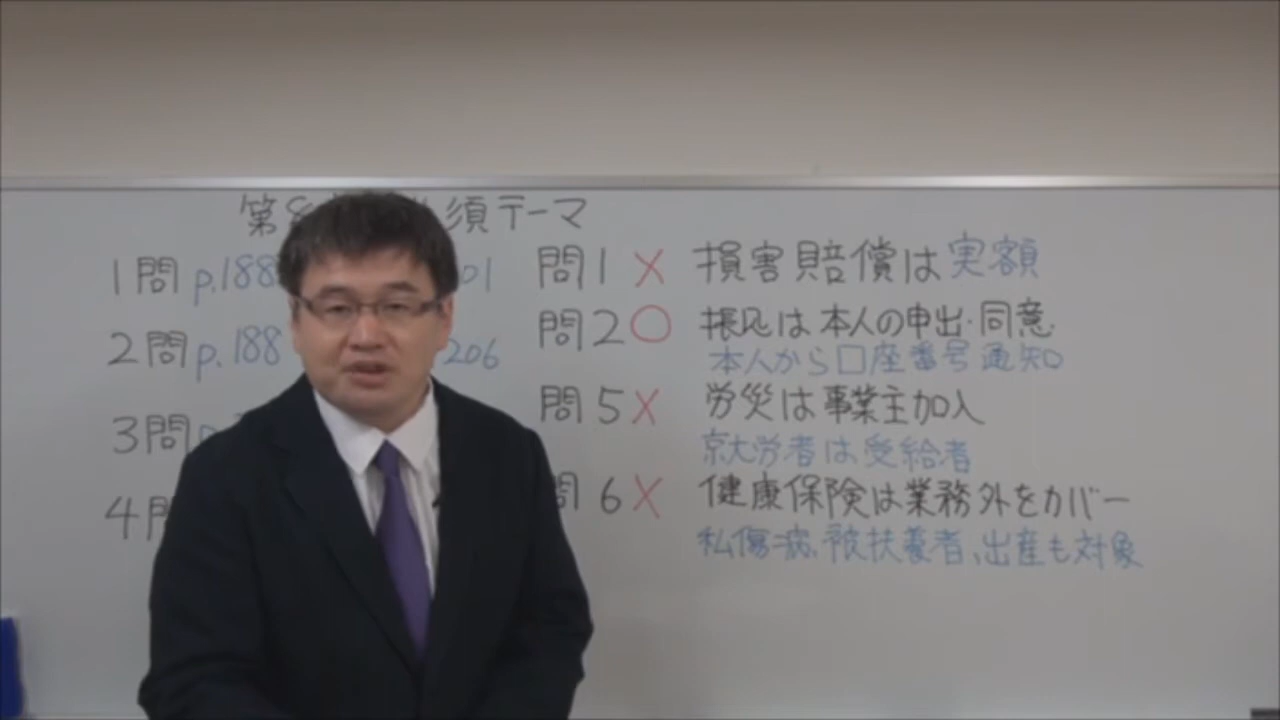 第 須テーマ
1問 p.188 01
2問 p.188 206
3問 p
4
問1 × 損害賠償は実額
問2 ○ 振込は本人の申出・同意
本人から口座番号通知
問5 × 労災は事業主加入
就労者は受給者
問6 × 健康保険は業務外をカバー
私傷病、被扶養者、出産も対象